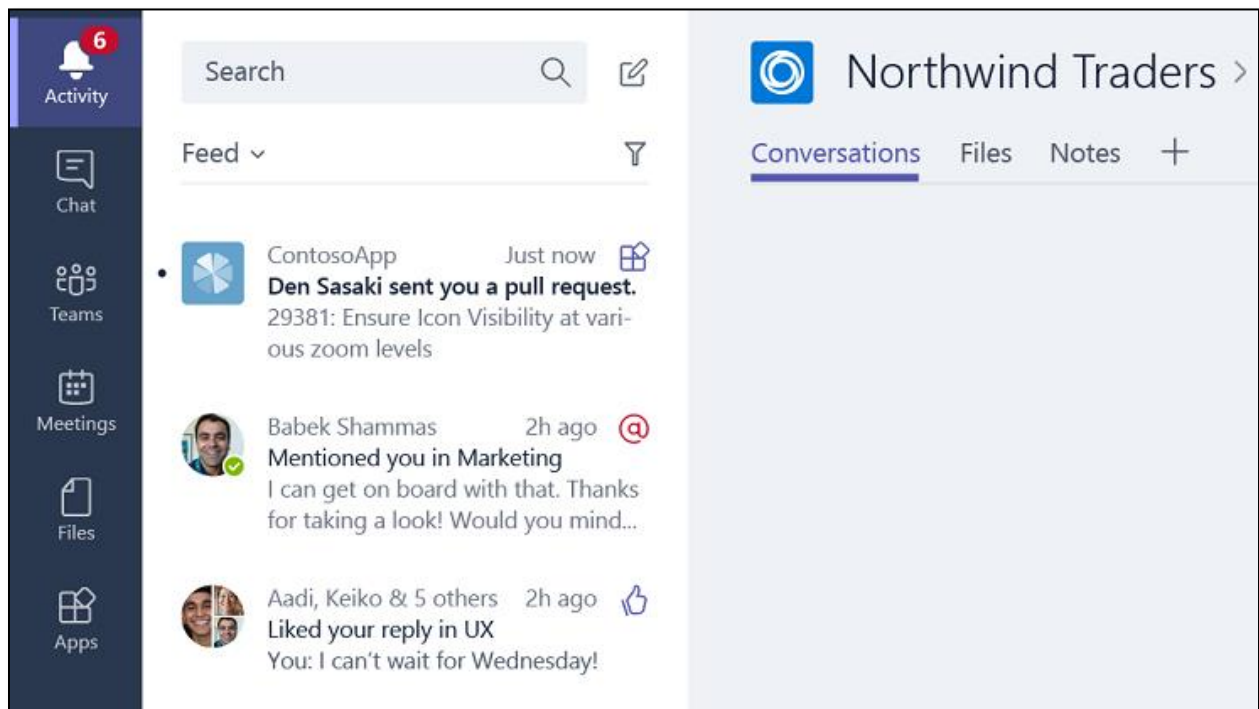 6
Activity
Chat
Teams
Meetings
Files
Apps
Search
Feed
ContosoApp Just now
Den Sasaki sent you a pull request.
29381: Ensure Icon Visibility at vari-
ous zoom levels
Babek Shammas 2h ago @
Mentioned you in Marketing
I can get on board with that. Thanks
for taking a look! Would you mind...
Aadi, Keiko & 5 others 2h ago
Liked your reply in UX
You: I can't wait for Wednesday!
Northwind Traders >
Conversations Files Notes +